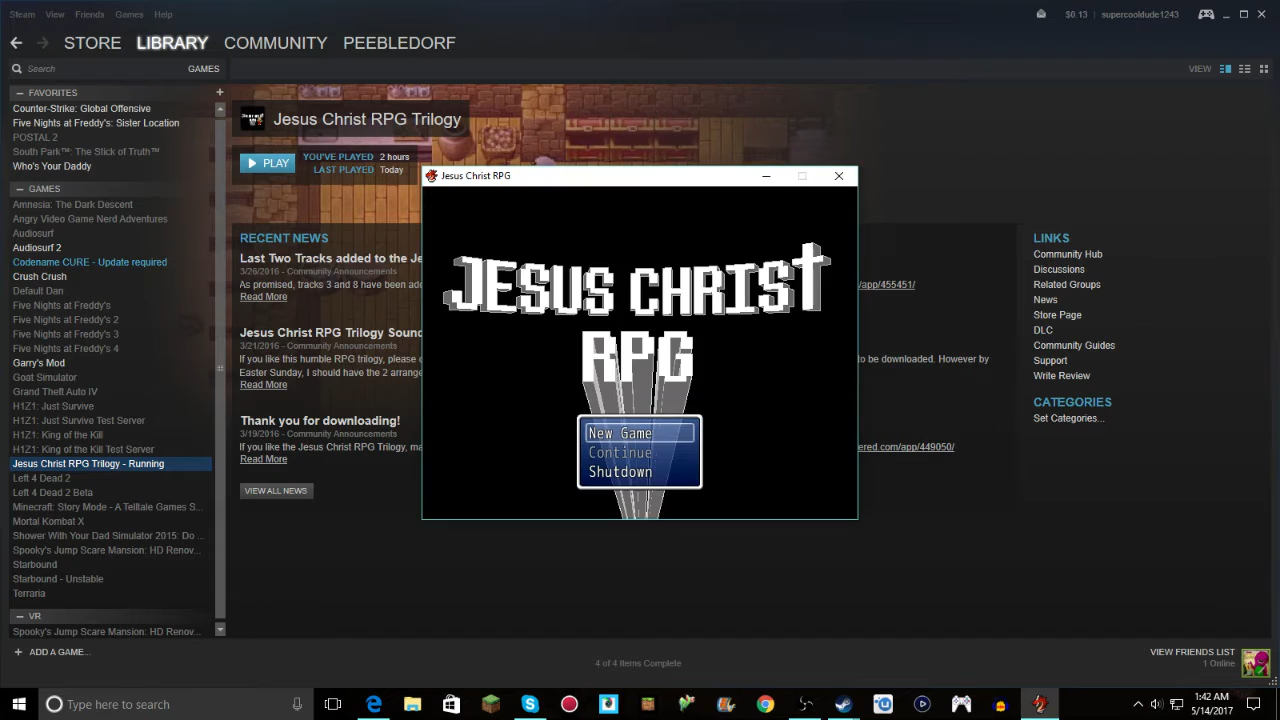 Steam View Friends Games Help
$0.13 supercooldude1243
STORE LIBRARY COMMUNITY PEEBLEDORF
Search GAMES
VIEW
FAVORITES
Counter-Strike: Global Offensive
Five Nights at Freddy's: Sister Location
POSTAL 2
South Park™: The Stick of Truth™
Who's Your Daddy
GAMES
Amnesia: The Dark Descent
Angry Video Game Nerd Adventures
Audiosurf
Audiosurf 2
Codename CURE - Update required
Crush Crush
Default Dan
Five Nights at Freddy's
Five Nights at Freddy's 2
Five Nights at Freddy's 3
Five Nights at Freddy's 4
Garry's Mod
Goat Simulator
Grand Theft Auto IV
H1Z1: Just Survive
H1Z1: Just Survive Test Server
H1Z1: King of the Kill
H1Z1: King of the Kill Test Server
Jesus Christ RPG Trilogy - Running
Left 4 Dead 2
Left 4 Dead 2 Beta
Minecraft: Story Mode - A Telltale Games S...
Mortal Kombat X
Shower With Your Dad Simulator 2015: Do ...
Spooky's Jump Scare Mansion: HD Renov...
Starbound
Starbound - Unstable
Terraria
VR
Spooky's Jump Scare Mansion: HD Renov...
ADD A GAME...
Jesus Christ RPG Trilogy
PLAY
YOU'VE PLAYED 2 hours
LAST PLAYED Today
RECENT NEWS
Last Two Tracks added to the Je
3/26/2016 - Community Announcements
As promised, tracks 3 and 8 have been add
/app/455451/
Read More
Jesus Christ RPG Trilogy Soun
3/21/2016 - Community Announcements
If you like this humble RPG trilogy, please c
to be downloaded. However by
Easter Sunday, I should have the 2 arrange
Read More
Thank you for downloading!
3/19/2016 - Community Announcements
If you like the Jesus Christ RPG Trilogy, ma
ered.com/app/449050/
Read More
VIEW ALL NEWS
Jesus Christ RPG
JESUS CHRIST
RPG
New Game
Continue
Shutdown
LINKS
Community Hub
Discussions
Related Groups
News
Store Page
DLC
Community Guides
Support
Write Review
CATEGORIES
Set Categories...
4 of 4 Items Complete
VIEW FRIENDS LIST
1 Online
Type here to search
1:42 AM
5/14/2017